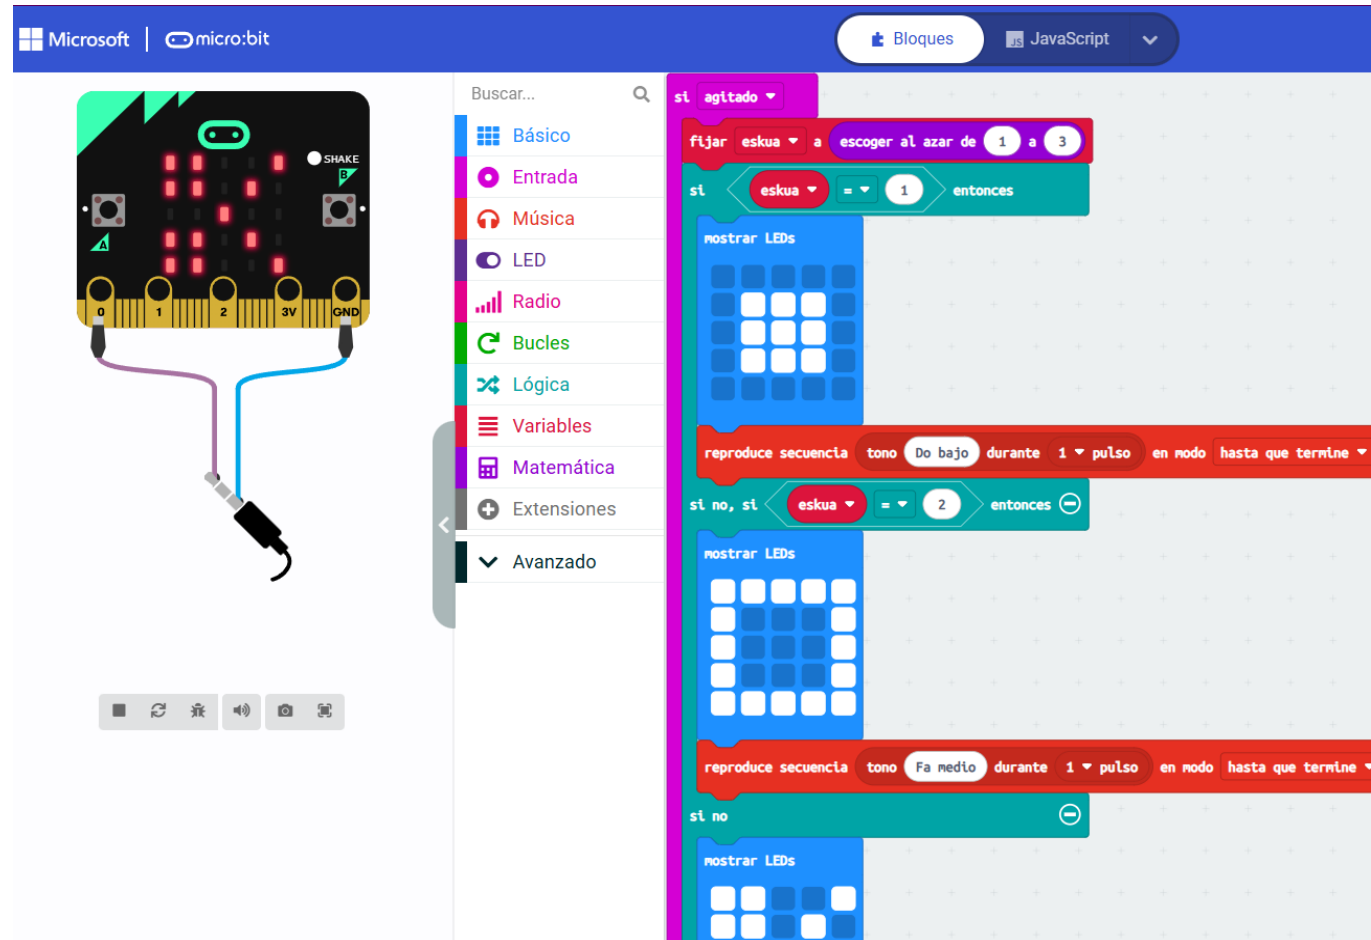 Microsoft micro:bit
Bloques
JS JavaScript
SHAKE
B
A
0 1 2 3V GND
Buscar...
Básico
Entrada
Música
LED
Radio
Bucles
Lógica
Variables
Matemática
Extensiones
Avanzado
si agitado
fijar eskua a escoger al azar de 1 a 3
si eskua = 1 entonces
mostrar LEDs
reproduce secuencia tono Do bajo durante 1 pulso en modo hasta que termine
si no, si eskua = 2 entonces
mostrar LEDs
reproduce secuencia tono Fa medio durante 1 pulso en modo hasta que termine
si no
mostrar LEDs